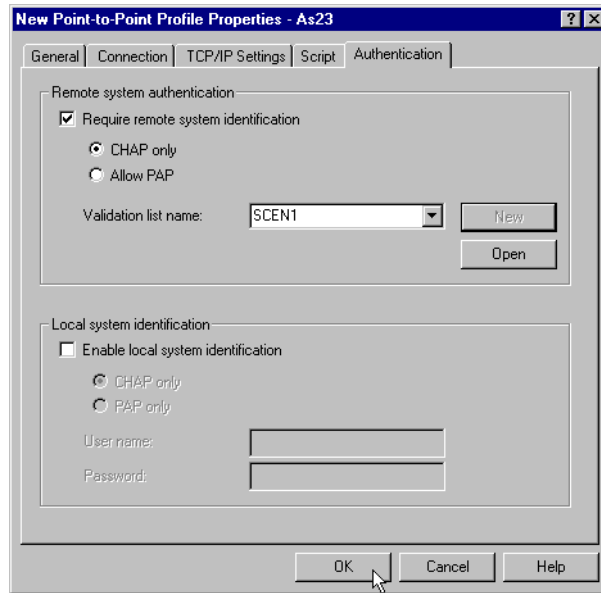 New Point-to-Point Profile Properties - As23
General Connection TCP/IP Settings Script Authentication
Remote system authentication
Require remote system identification
CHAP only
Allow PAP
Validation list name: SCEN1 New
Open
Local system identification
Enable local system identification
CHAP only
PAP only
User name:
Password:
OK Cancel Help